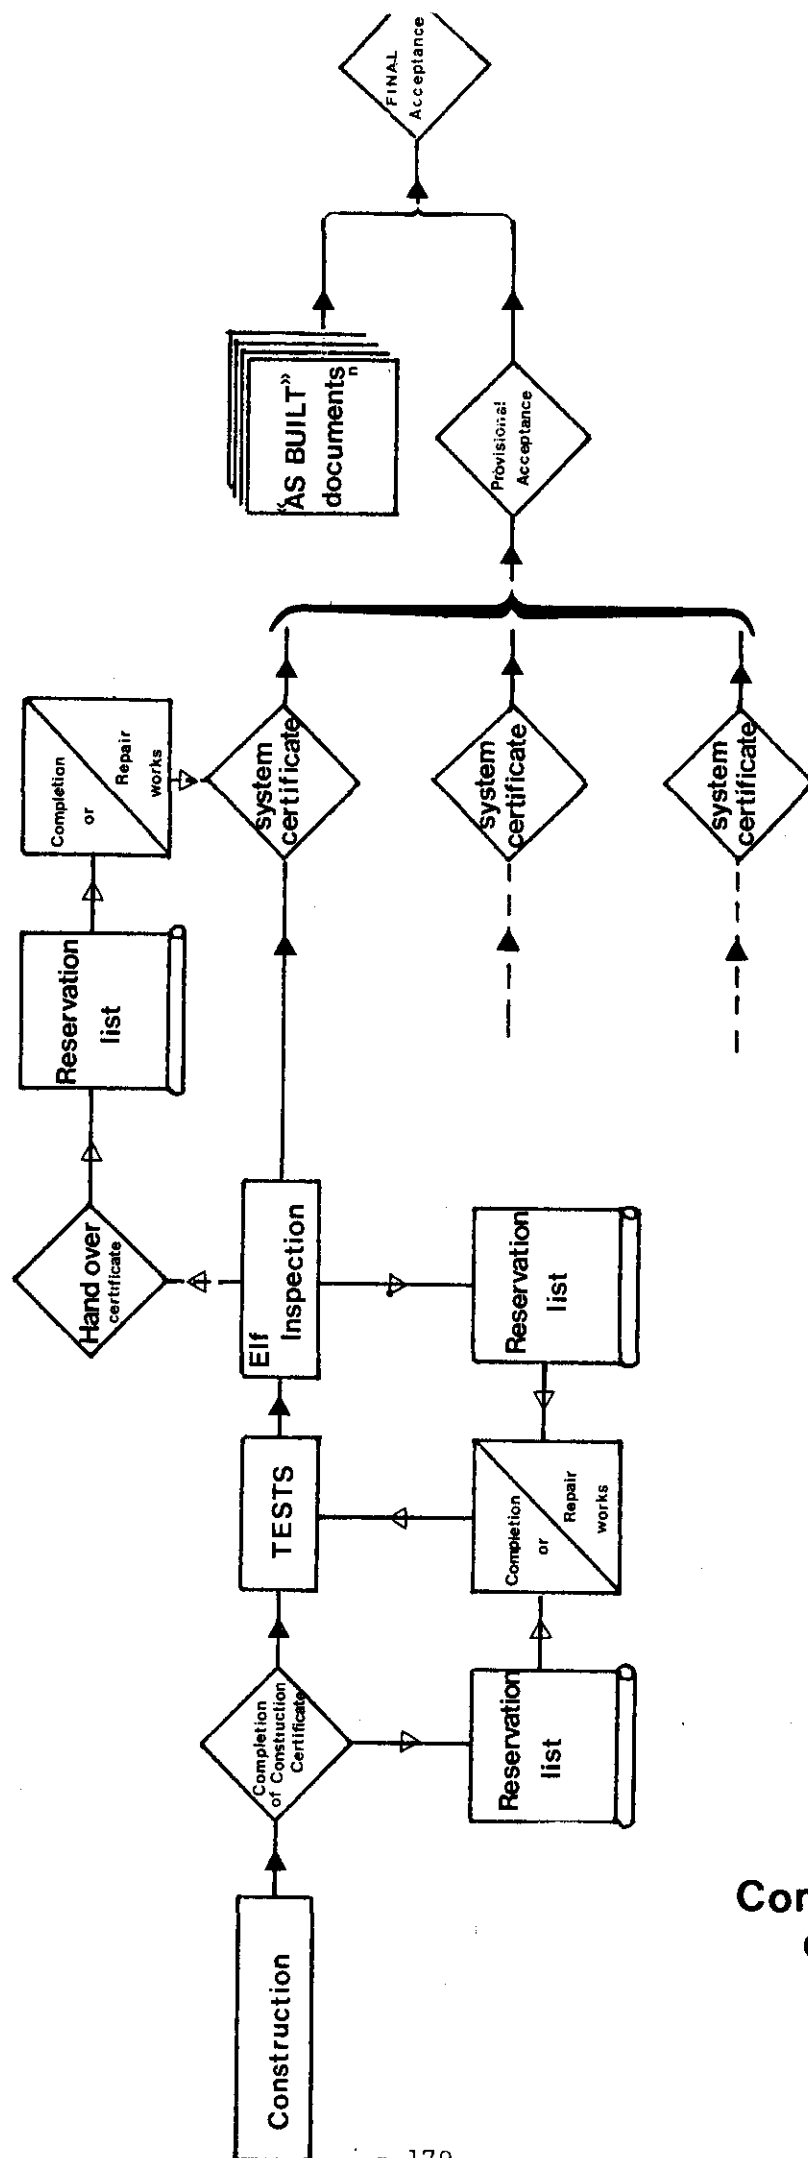 Construction
Completion
of Construction
Certificate
Reservation
list
TESTS
Completion
or
Repair
works
Elf
Inspection
Reservation
list
Hand over
certificate
Reservation
list
Completion
or
Repair
works
system
certificate
system
certificate
system
certificate
Provisional
Acceptance
"AS BUILT"
documents
n
FINAL
Acceptance